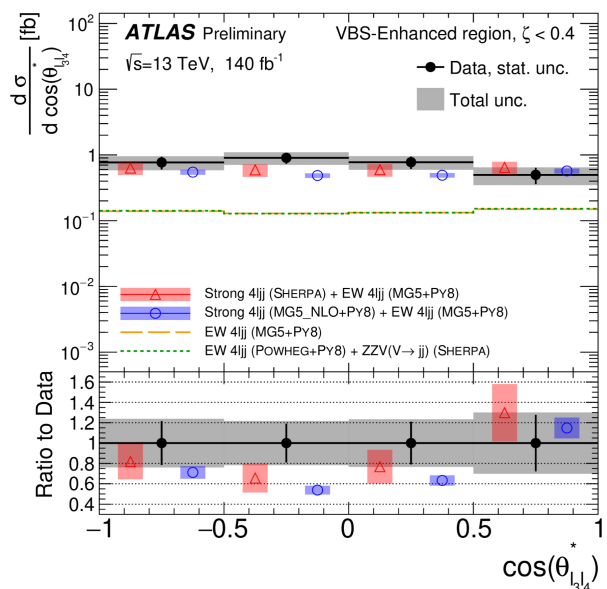 ATLAS Preliminary
√s=13 TeV, 140 fb⁻¹
VBS-Enhanced region, ζ < 0.4
Data, stat. unc.
Total unc.
d σ
d cos(θ*l₃l₄) [fb]
10²
10
1
10⁻¹
10⁻²
10⁻³
Strong 4ljj (SHERPA) + EW 4ljj (MG5+PY8)
Strong 4ljj (MG5_NLO+PY8) + EW 4ljj (MG5+PY8)
EW 4ljj (MG5+PY8)
EW 4ljj (POWHEG+PY8) + ZZV(V→ jj) (SHERPA)
Ratio to Data
1.6
1.4
1.2
1
0.8
0.6
0.4
−1 −0.5 0 0.5 1
cos(θ*l₃l₄)